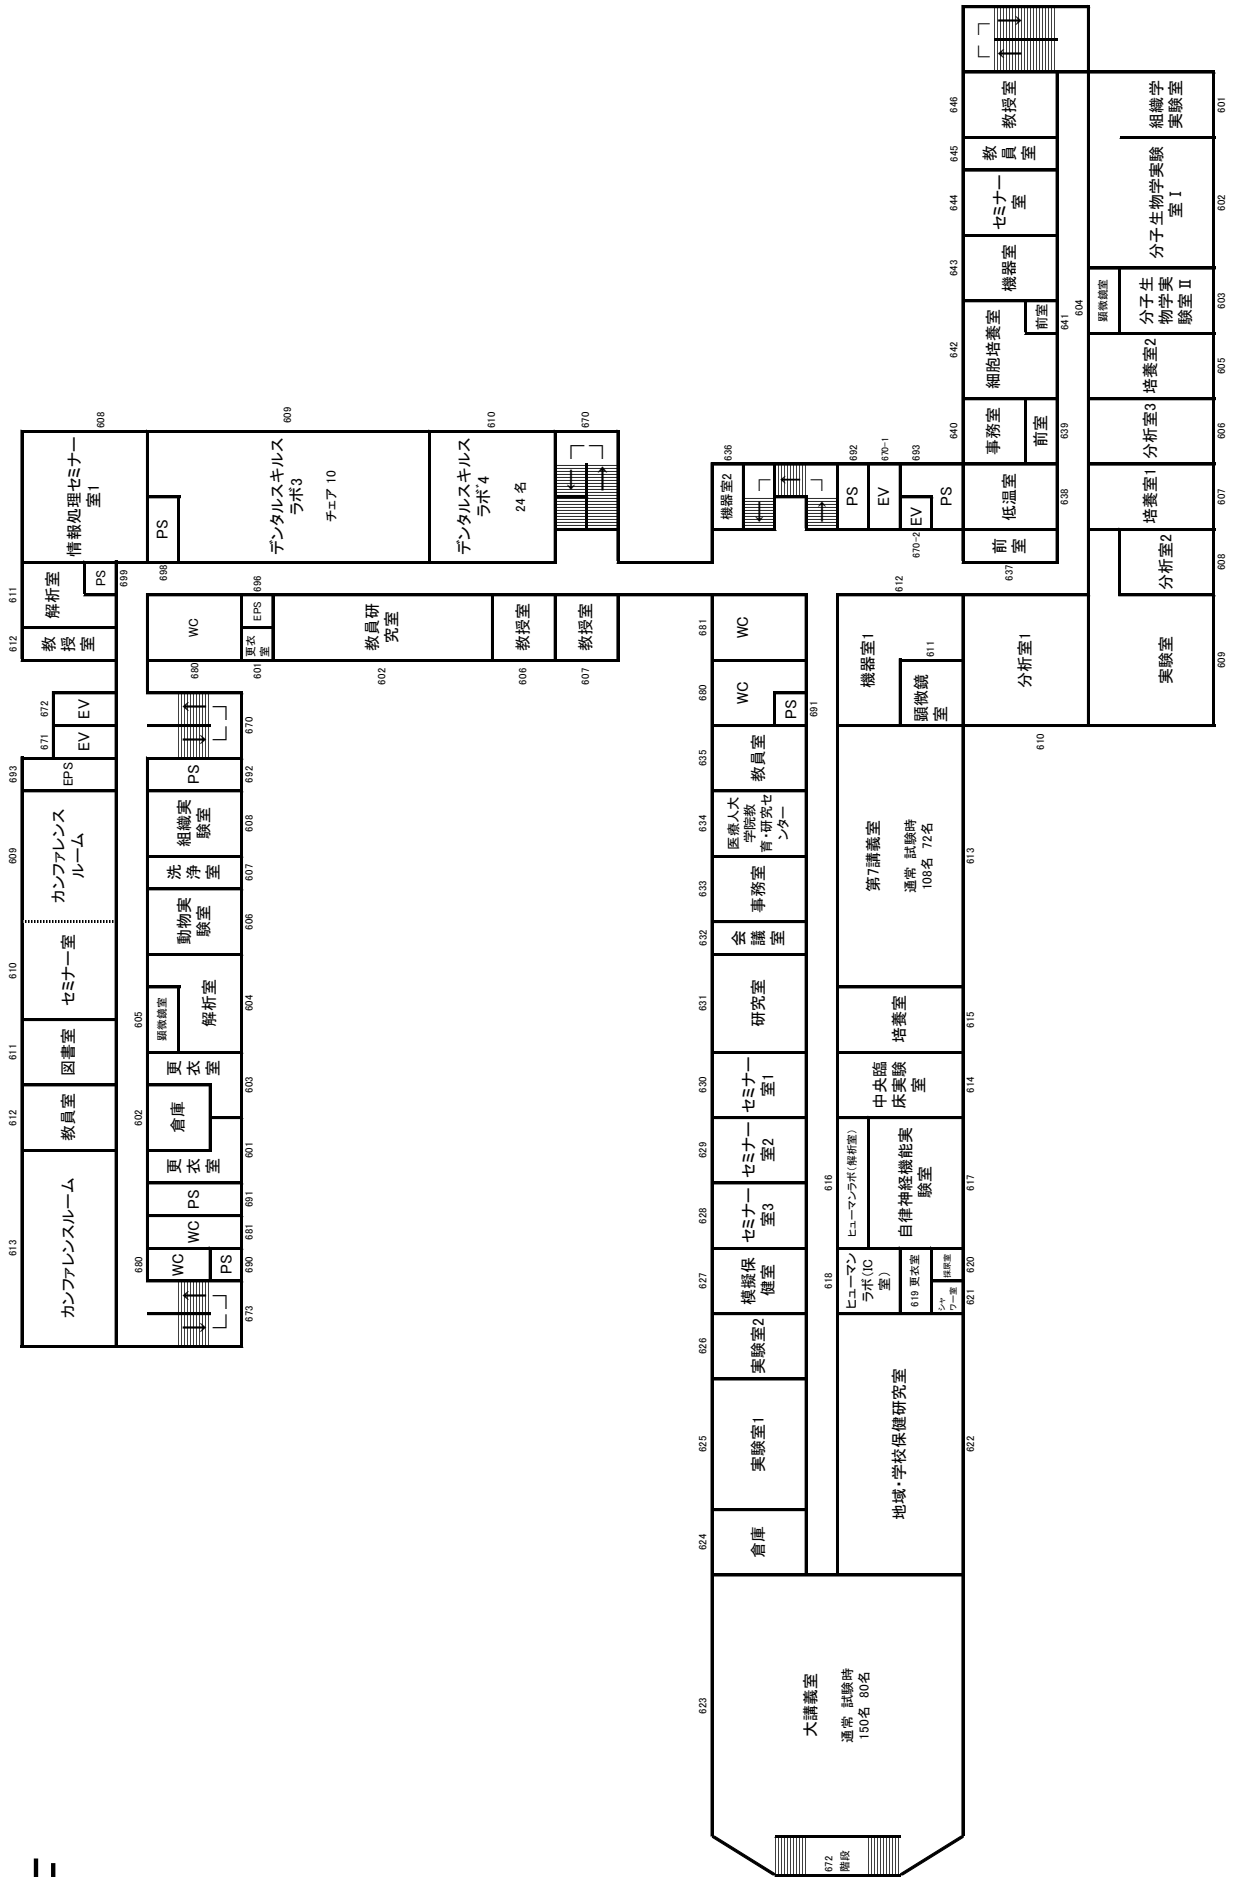 646
教授室
645
教員室
644
セミナー
室
643
機器室
642
細胞培養室
前室
641
604
640
事務室
前室
639
低温室
638
前
室
637
組織学
実験室
601
分子生物学実験
室Ⅰ
602
顕微鏡室
分子生
物学実
験室Ⅱ
603
培養室2
605
分析室3
606
培養室1
607
分析室2
608
実験室
609
分析室1
610
608
情報処理セミナー
室1
PS
698
609
デンタルスキルス
ラボ3
チェア 10
610
デンタルスキルス
ラボ4
24 名
670
611
解析室
PS
699
612
教授室
WC
680
696
EPS
更衣室
601
教員研
究室
602
教授室
606
教授室
607
672
EV
671
EV
670
693
EPS
PS
692
609
カンファレンス
ルーム
組織実
験室
608
洗浄室
607
動物実
験室
606
610
セミナー室
605
顕微鏡室
解析室
604
611
図書室
更衣室
603
612
教員室
602
倉庫
更衣室
601
613
カンファレンスルーム
PS
691
WC
681
680
WC
PS
690
673
636
機器室2
PS
692
EV
670-1
EV
693
PS
670-2
681
WC
680
WC
PS
691
612
機器室1
611
顕微鏡
室
635
教員室
634
医療人大
学院教
育・研究セ
ンター
633
事務室
632
会議室
631
研究室
630
セミナー
室1
629
セミナー
室2
628
セミナー
室3
627
模擬保
健室
626
実験室2
625
実験室1
624
倉庫
第7講義室
通常 試験時
108名 72名
613
培養室
615
中央臨
床実験
室
614
616
ヒューマンラボ(解析室)
自律神経機能実
験室
617
618
ヒューマン
ラボ(IC
室)
619 更衣室
採尿室
620
シャ
ワー室
621
地域・学校保健研究室
622
623
大講義室
通常 試験時
150名 80名
672
階段